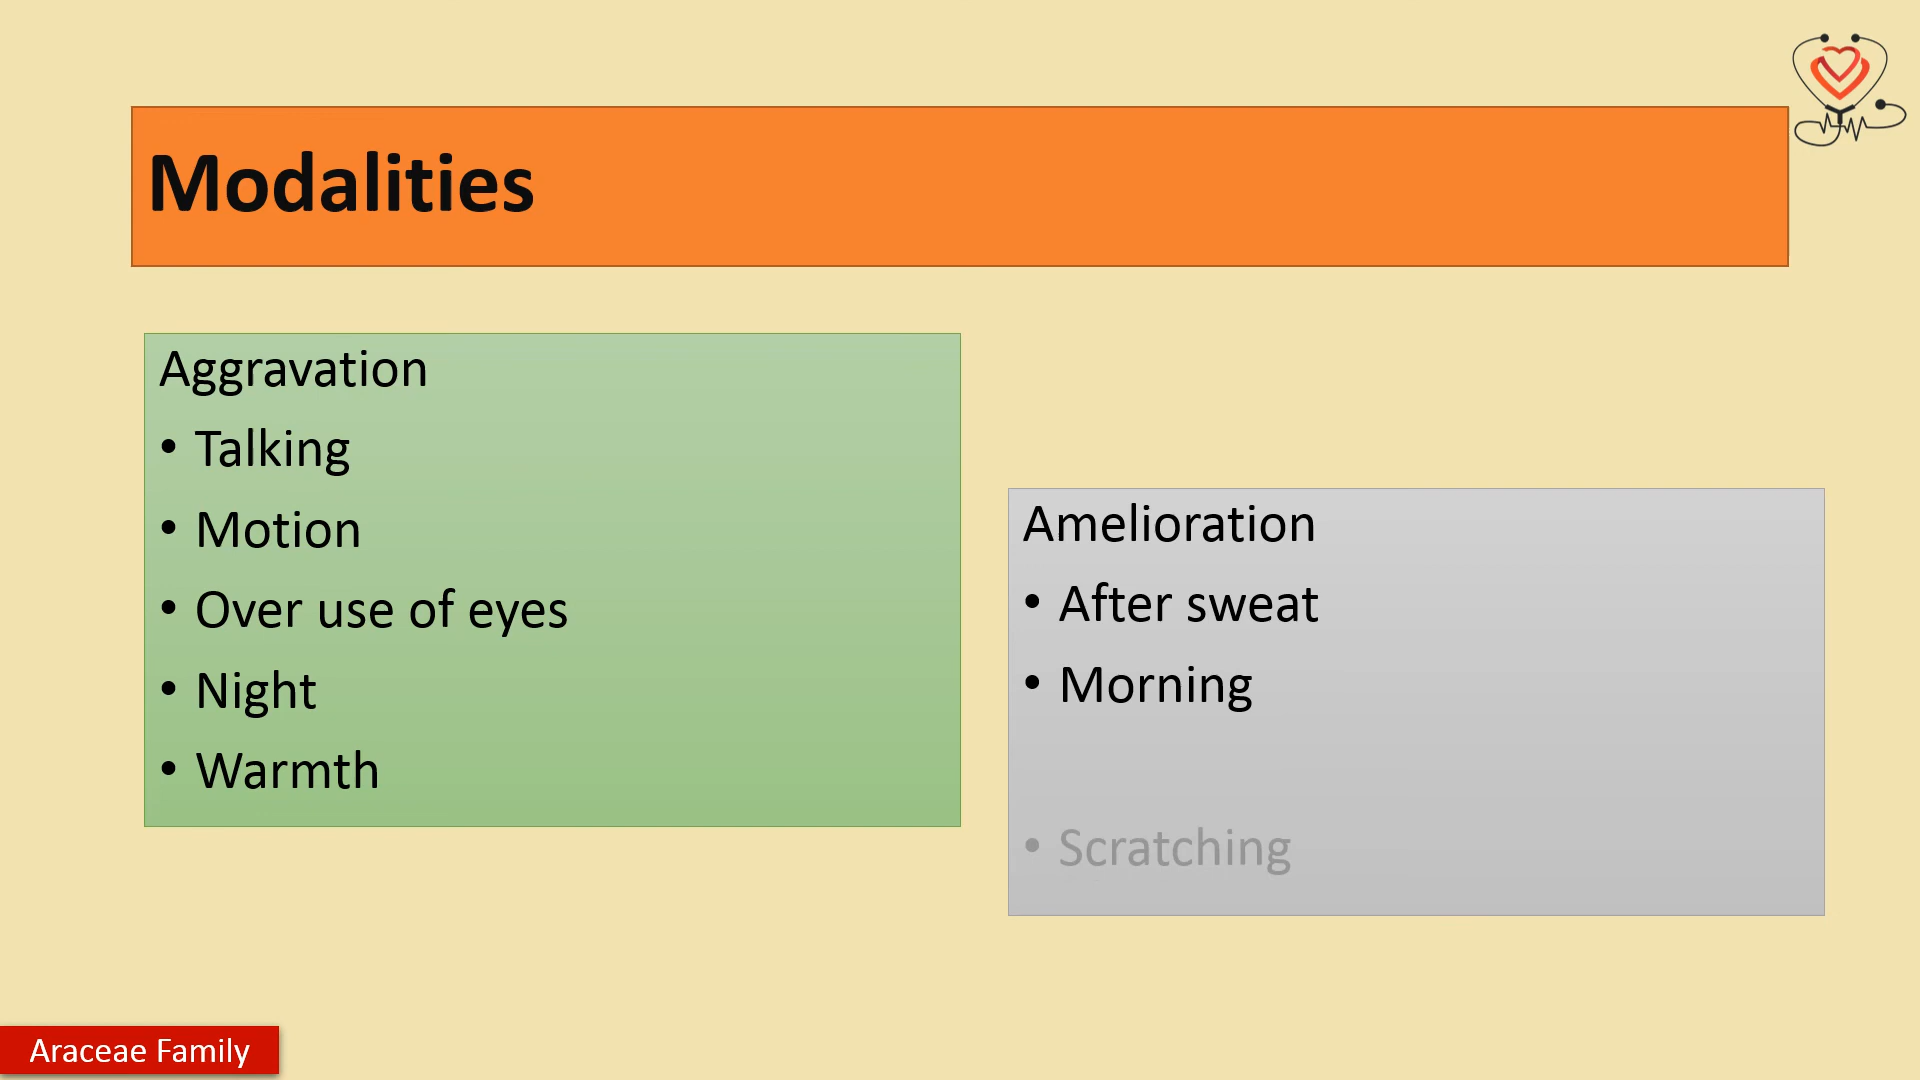 Modalities
Aggravation
• Talking
• Motion
• Over use of eyes
• Night
• Warmth
Amelioration
• After sweat
• Morning
• Scratching
Araceae Family